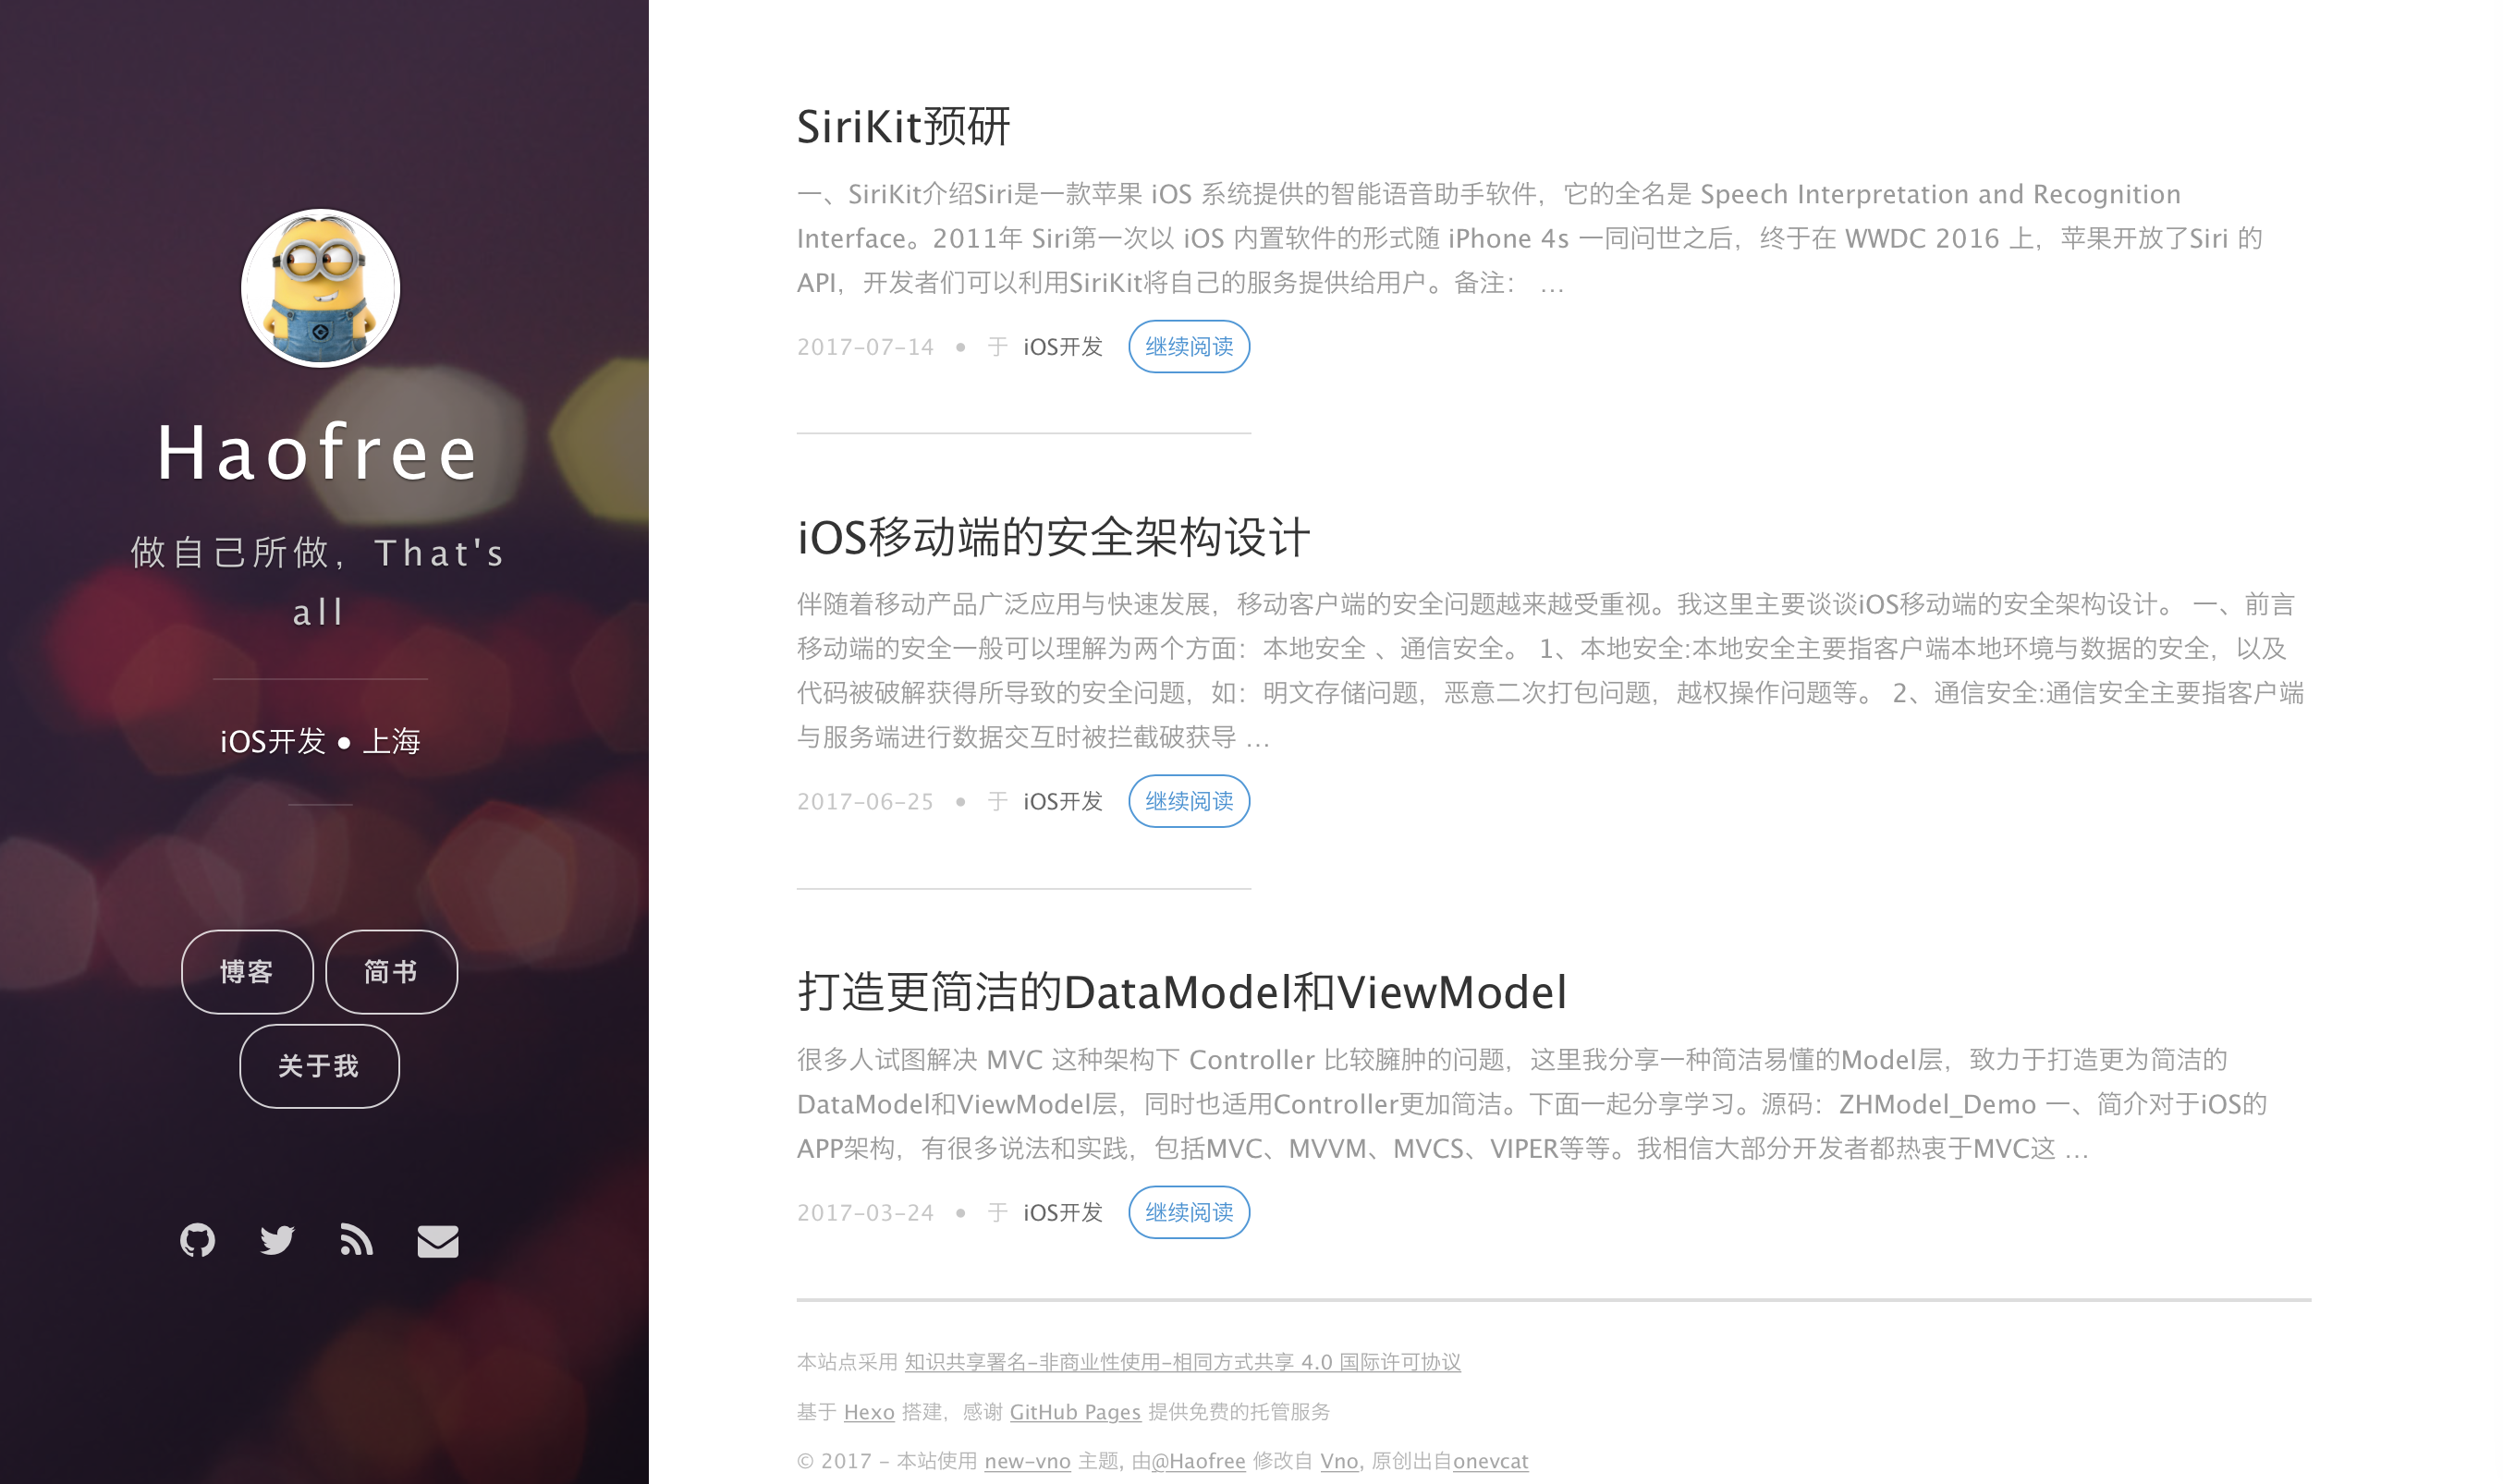 Haofree
做自己所做，That's
all
iOS开发 ● 上海
博客
简书
关于我
SiriKit预研
一、SiriKit介绍Siri是一款苹果 iOS 系统提供的智能语音助手软件，它的全名是 Speech Interpretation and Recognition
Interface。2011年 Siri第一次以 iOS 内置软件的形式随 iPhone 4s 一同问世之后，终于在 WWDC 2016 上，苹果开放了Siri 的
API，开发者们可以利用SiriKit将自己的服务提供给用户。备注： …
2017-07-14 ● 于 iOS开发 继续阅读
iOS移动端的安全架构设计
伴随着移动产品广泛应用与快速发展，移动客户端的安全问题越来越受重视。我这里主要谈谈iOS移动端的安全架构设计。 一、前言
移动端的安全一般可以理解为两个方面：本地安全 、通信安全。 1、本地安全:本地安全主要指客户端本地环境与数据的安全，以及
代码被破解获得所导致的安全问题，如：明文存储问题，恶意二次打包问题，越权操作问题等。 2、通信安全:通信安全主要指客户端
与服务端进行数据交互时被拦截破获导 …
2017-06-25 ● 于 iOS开发 继续阅读
打造更简洁的DataModel和ViewModel
很多人试图解决 MVC 这种架构下 Controller 比较臃肿的问题，这里我分享一种简洁易懂的Model层，致力于打造更为简洁的
DataModel和ViewModel层，同时也适用Controller更加简洁。下面一起分享学习。源码：ZHModel_Demo 一、简介对于iOS的
APP架构，有很多说法和实践，包括MVC、MVVM、MVCS、VIPER等等。我相信大部分开发者都热衷于MVC这 …
2017-03-24 ● 于 iOS开发 继续阅读
本站点采用 知识共享署名-非商业性使用-相同方式共享 4.0 国际许可协议
基于 Hexo 搭建，感谢 GitHub Pages 提供免费的托管服务
© 2017 - 本站使用 new-vno 主题, 由@Haofree 修改自 Vno, 原创出自onevcat